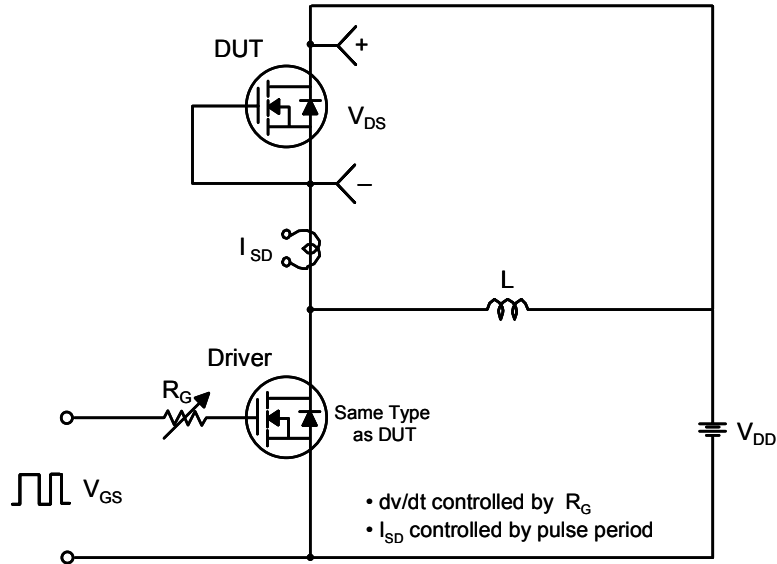 DUT
+
V_DS
–
I_SD
L
Driver
R_G
Same Type
as DUT
V_DD
V_GS
• dv/dt controlled by R_G
• I_SD controlled by pulse period